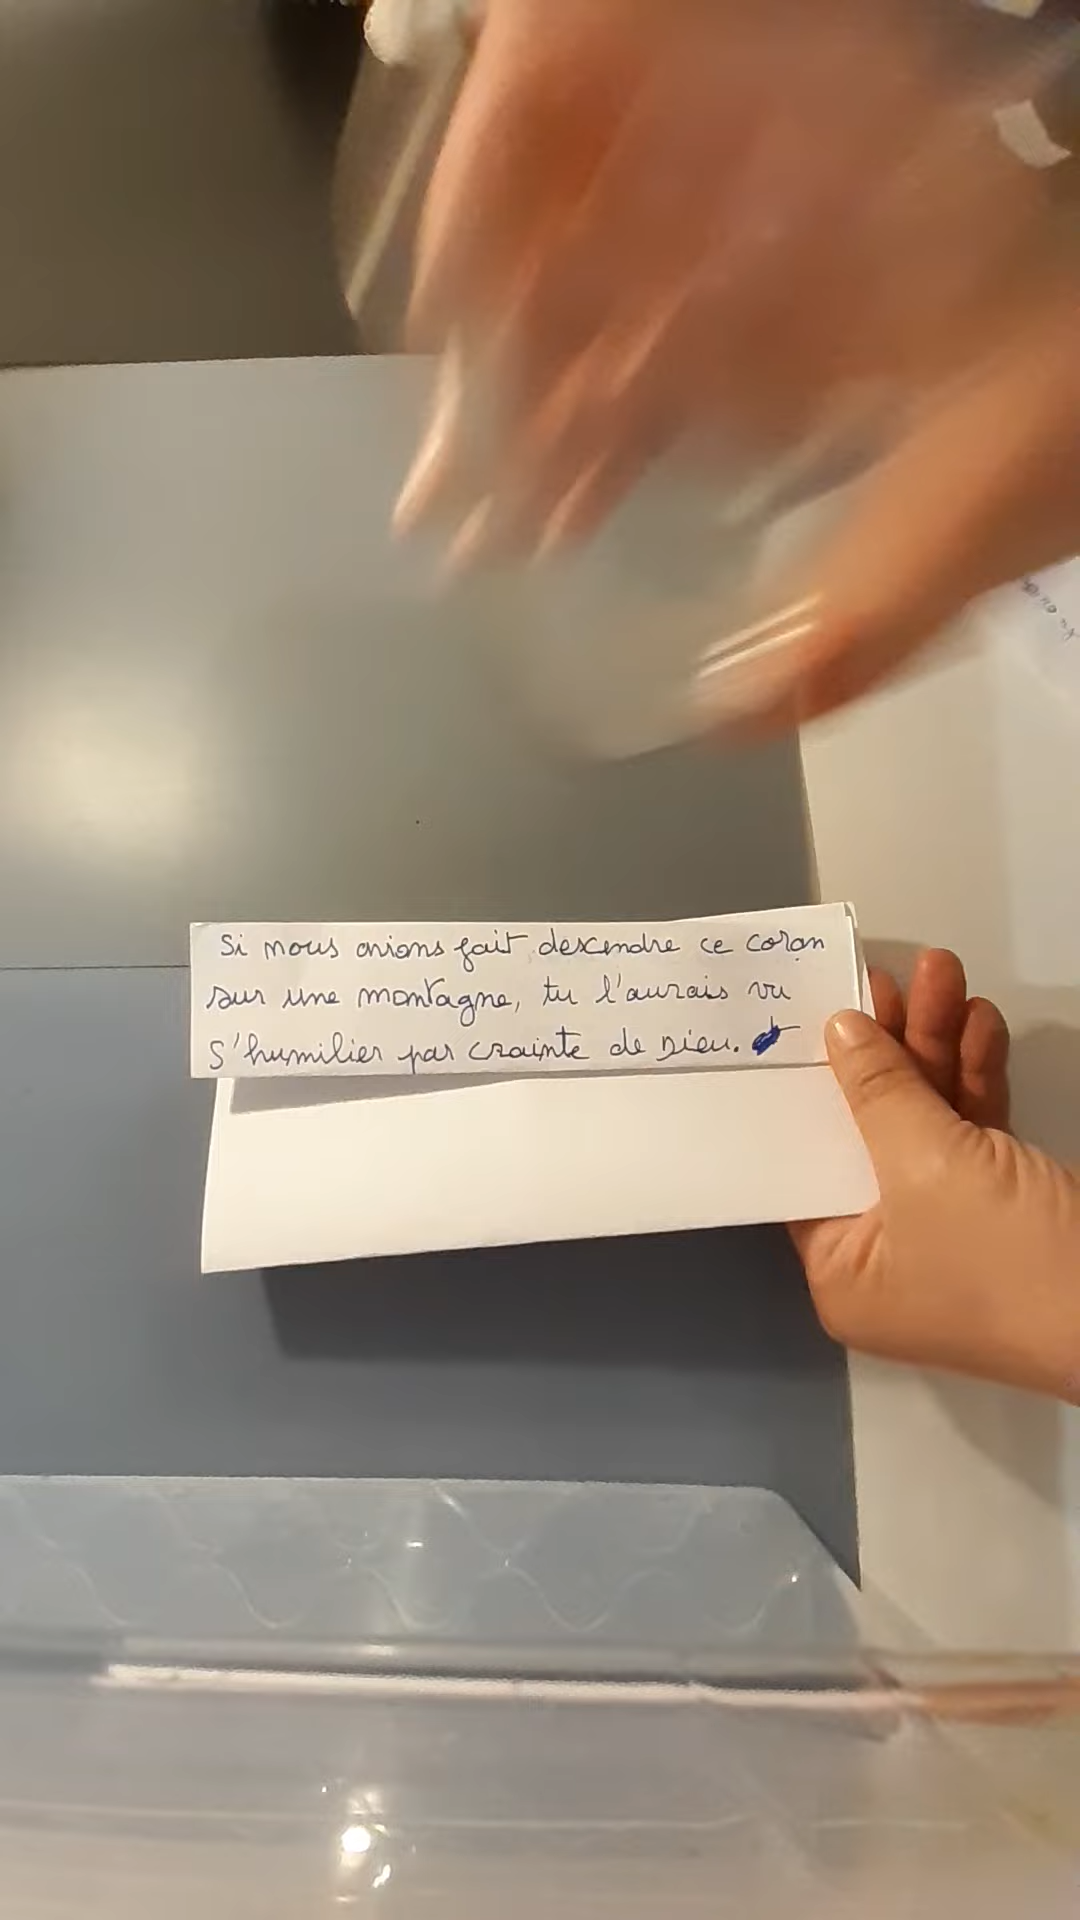 Si nous avions fait descendre ce coran
sur une montagne, tu l'aurais vu
s'humilier par crainte de Dieu.